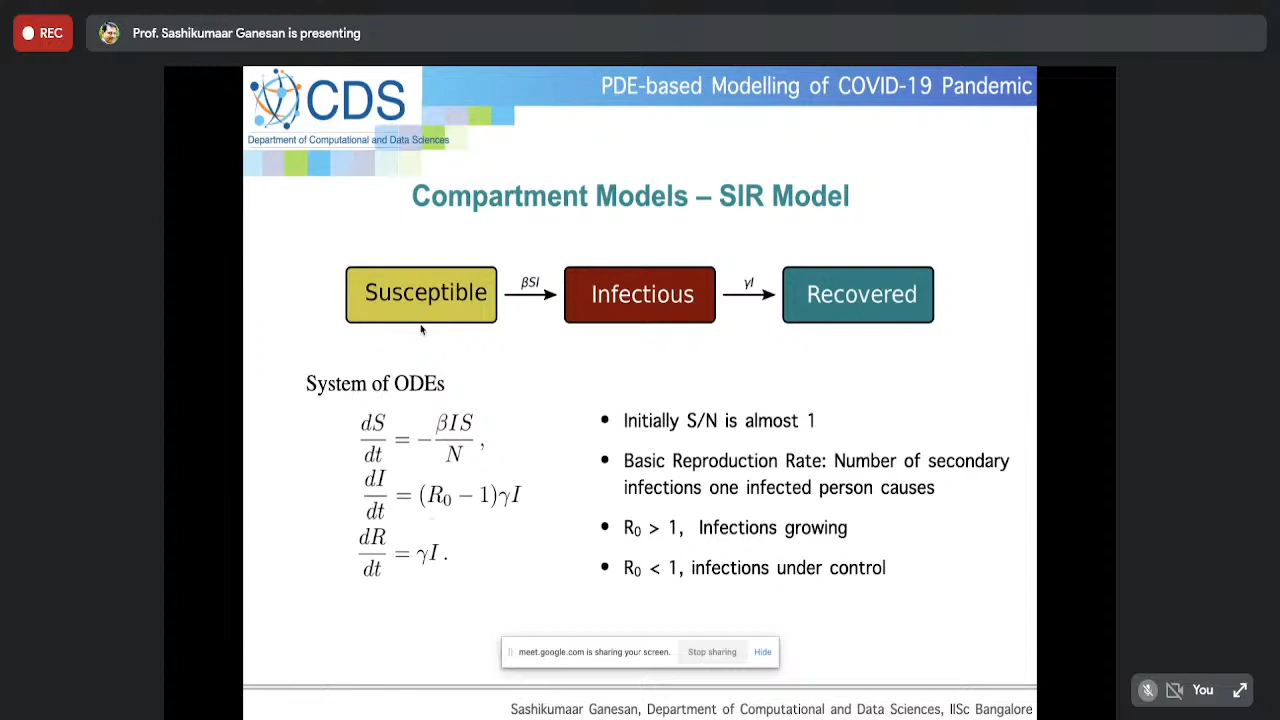 REC
Prof. Sashikumaar Ganesan is presenting
CDS
Department of Computational and Data Sciences
PDE-based Modelling of COVID-19 Pandemic
Compartment Models – SIR Model
Susceptible
βSI
Infectious
γI
Recovered
System of ODEs
dS/dt = −βIS/N ,
dI/dt = (R₀ − 1)γI
dR/dt = γI .
• Initially S/N is almost 1
• Basic Reproduction Rate: Number of secondary
infections one infected person causes
• R₀ > 1, Infections growing
• R₀ < 1, infections under control
meet.google.com is sharing your screen.
Stop sharing
Hide
You
Sashikumaar Ganesan, Department of Computational and Data Sciences, IISc Bangalore